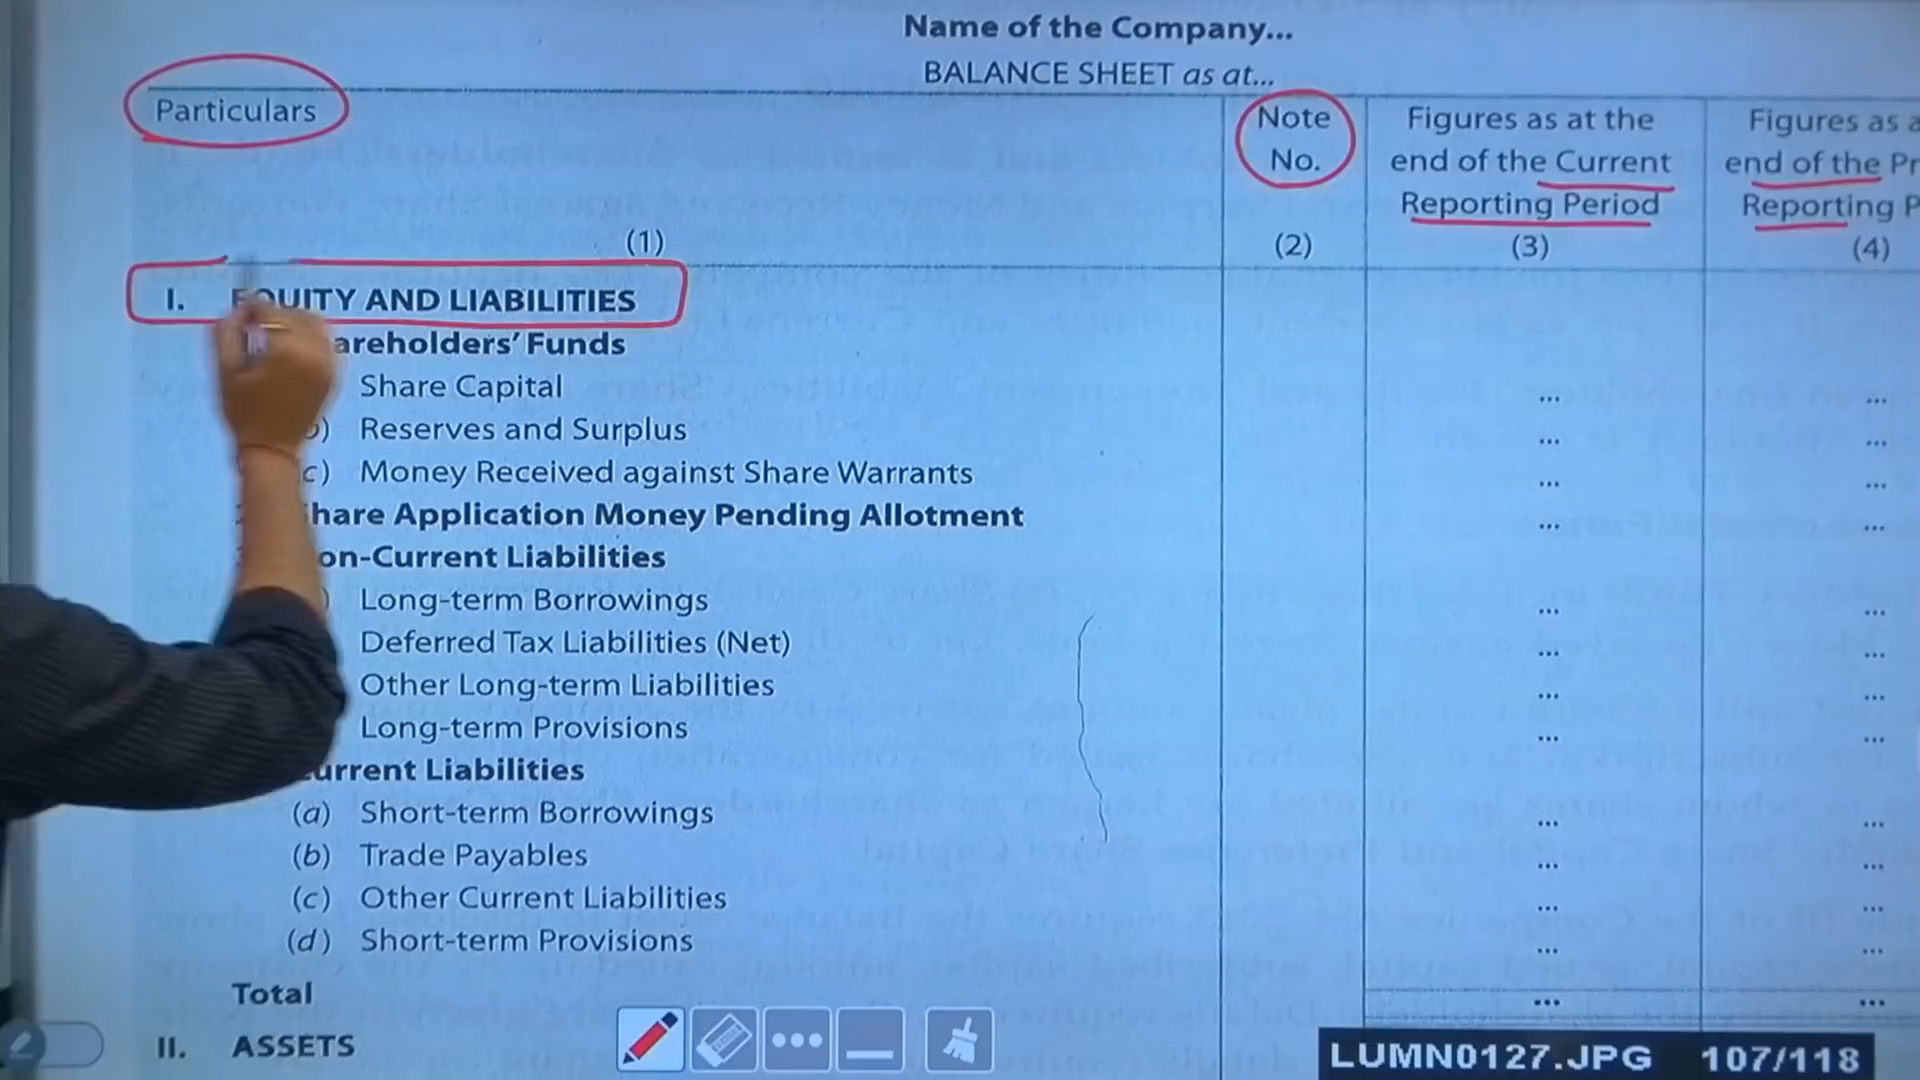 Name of the Company...
BALANCE SHEET as at...
Particulars
(1)
Note
No.
(2)
Figures as at the
end of the Current
Reporting Period
(3)
Figures as
end of the
Reporting
(4)
I. EQUITY AND LIABILITIES
areholders' Funds
Share Capital
) Reserves and Surplus
c) Money Received against Share Warrants
hare Application Money Pending Allotment
on-Current Liabilities
) Long-term Borrowings
Deferred Tax Liabilities (Net)
Other Long-term Liabilities
Long-term Provisions
urrent Liabilities
(a) Short-term Borrowings
(b) Trade Payables
(c) Other Current Liabilities
(d) Short-term Provisions
Total
II. ASSETS
LUMN0127.JPG 107/118